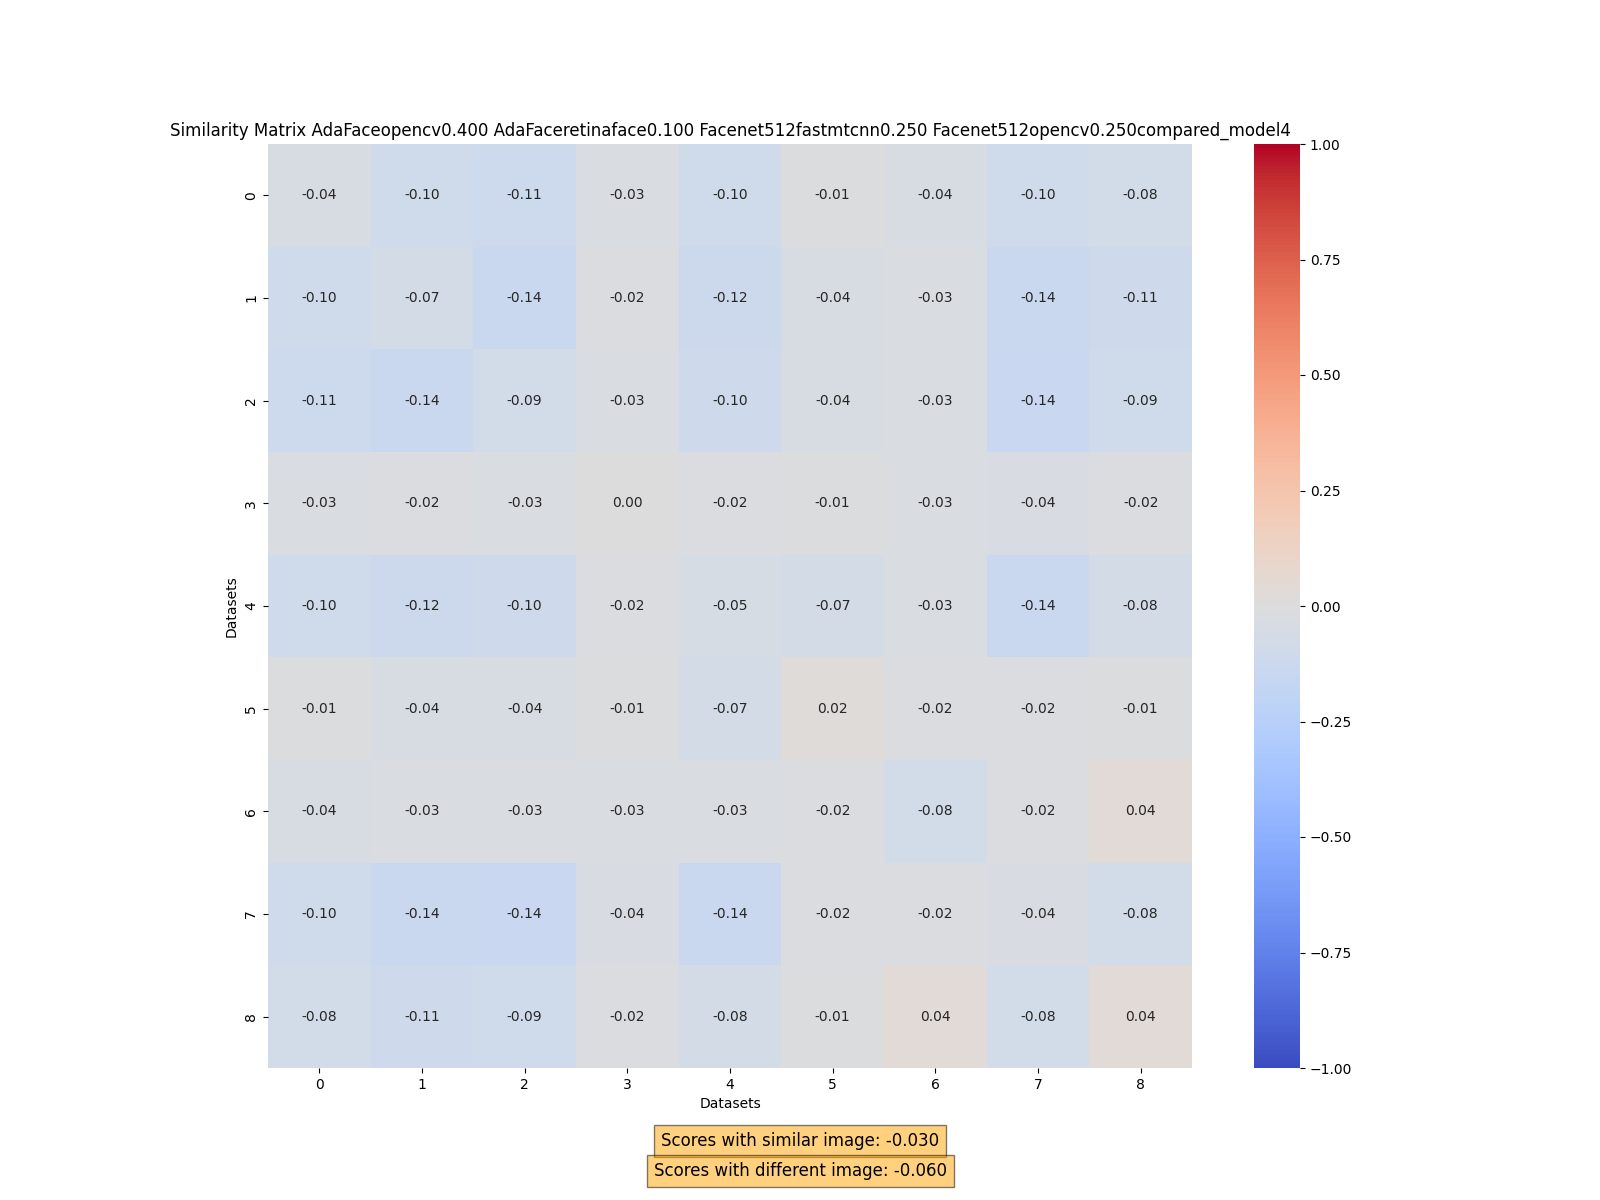 Similarity Matrix AdaFaceopencv0.400 AdaFaceretinaface0.100 Facenet512fastmtcnn0.250 Facenet512opencv0.250compared_model4
Datasets
0 -0.04 -0.10 -0.11 -0.03 -0.10 -0.01 -0.04 -0.10 -0.08
1 -0.10 -0.07 -0.14 -0.02 -0.12 -0.04 -0.03 -0.14 -0.11
2 -0.11 -0.14 -0.09 -0.03 -0.10 -0.04 -0.03 -0.14 -0.09
3 -0.03 -0.02 -0.03 0.00 -0.02 -0.01 -0.03 -0.04 -0.02
4 -0.10 -0.12 -0.10 -0.02 -0.05 -0.07 -0.03 -0.14 -0.08
5 -0.01 -0.04 -0.04 -0.01 -0.07 0.02 -0.02 -0.02 -0.01
6 -0.04 -0.03 -0.03 -0.03 -0.03 -0.02 -0.08 -0.02 0.04
7 -0.10 -0.14 -0.14 -0.04 -0.14 -0.02 -0.02 -0.04 -0.08
8 -0.08 -0.11 -0.09 -0.02 -0.08 -0.01 0.04 -0.08 0.04
0 1 2 3 4 5 6 7 8
Datasets
1.00
0.75
0.50
0.25
0.00
−0.25
−0.50
−0.75
−1.00
Scores with similar image: -0.030
Scores with different image: -0.060